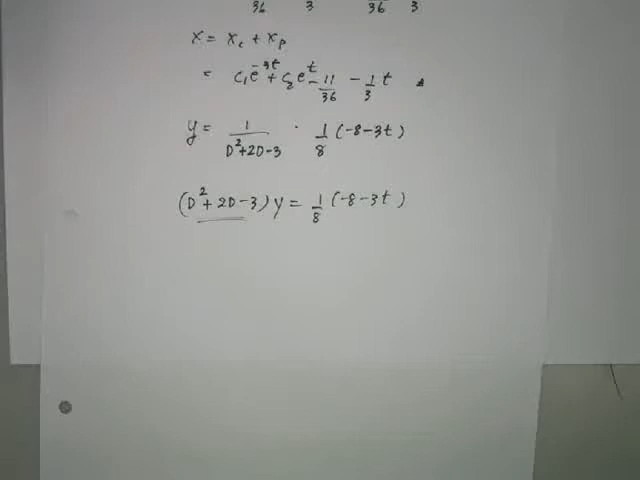 36 3 36 3
x = x_c + x_p
= c₁e^{-3t} + c₂e^{t} - 11/36 - 1/3 t
y = 1/(D²+2D-3) · 1/8 (-8-3t)
(D²+2D-3) y = 1/8 (-8-3t)